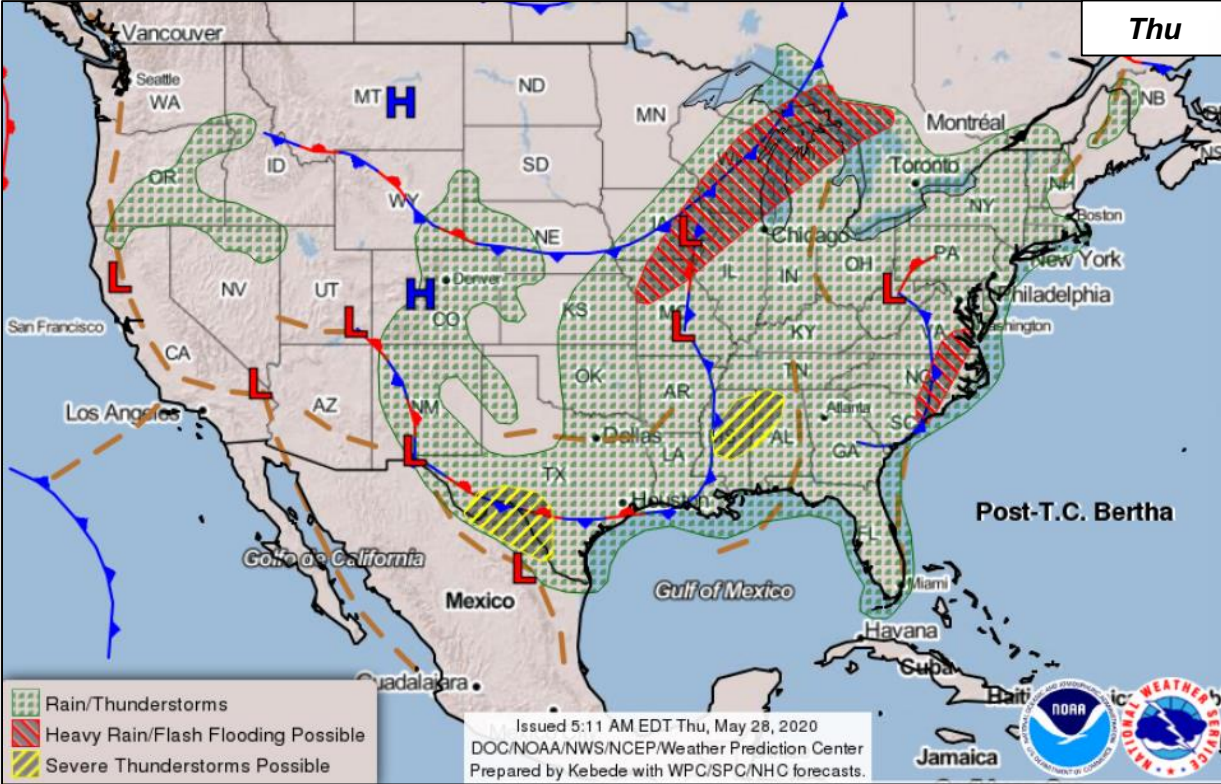 Thu
Vancouver
Seattle
WA
MT
H
ND
MN
Montréal
NB
OR
ID
SD
Toronto
NH
WY
NY
Boston
IA
L
Chicago
NE
PA
New York
L
NV
UT
H
Denver
IL
IN
OH
L
Philadelphia
San Francisco
L
CO
KS
L
KY
Washington
CA
L
OK
TN
NC
Los Angeles
AZ
NM
AR
Atlanta
SC
Dallas
AL
GA
L
TX
LA
Houston
Post-T.C. Bertha
FL
Golfo de California
L
Mexico
Gulf of Mexico
Miami
Havana
Cuba
Guadalajara
Haiti
Jamaica
Rain/Thunderstorms
Heavy Rain/Flash Flooding Possible
Severe Thunderstorms Possible
Issued 5:11 AM EDT Thu, May 28, 2020
DOC/NOAA/NWS/NCEP/Weather Prediction Center
Prepared by Kebede with WPC/SPC/NHC forecasts.
NOAA
NATIONAL WEATHER SERVICE